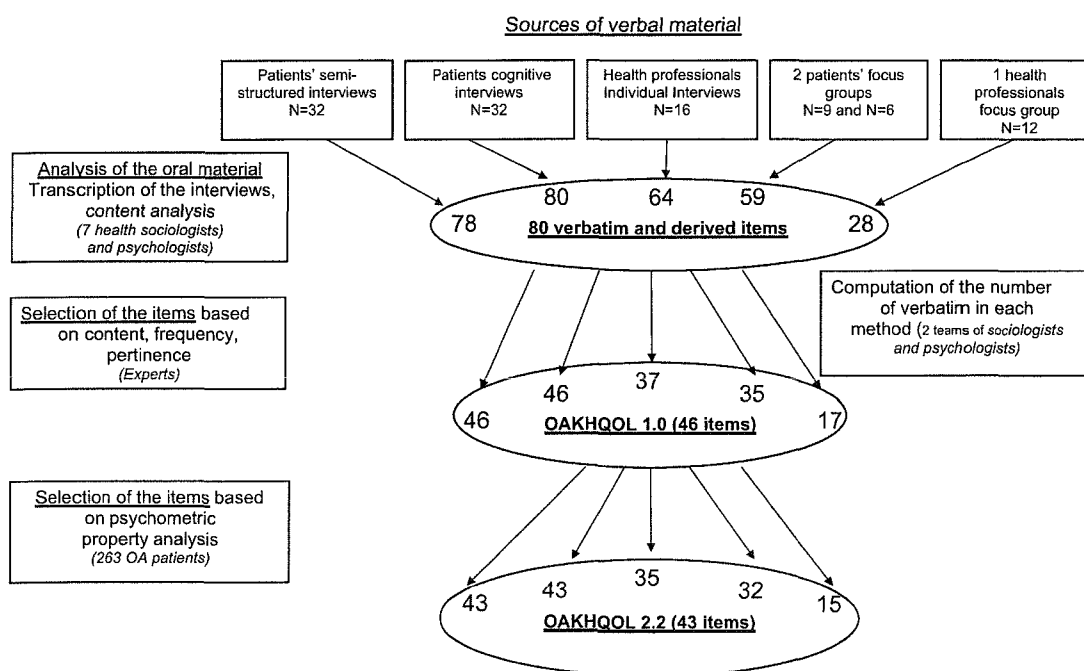 Sources of verbal material
Patients' semi-
structured interviews
N=32
Patients cognitive
interviews
N=32
Health professionals
Individual Interviews
N=16
2 patients' focus
groups
N=9 and N=6
1 health
professionals
focus group
N=12
Analysis of the oral material
Transcription of the interviews,
content analysis
(7 health sociologists)
and psychologists)
78
80
64
59
28
80 verbatim and derived items
Computation of the number
of verbatim in each
method (2 teams of sociologists
and psychologists)
Selection of the items based
on content, frequency,
pertinence
(Experts)
46
46
37
35
17
OAKHQOL 1.0 (46 items)
Selection of the items based
on psychometric
property analysis
(263 OA patients)
43
43
35
32
15
OAKHQOL 2.2 (43 items)